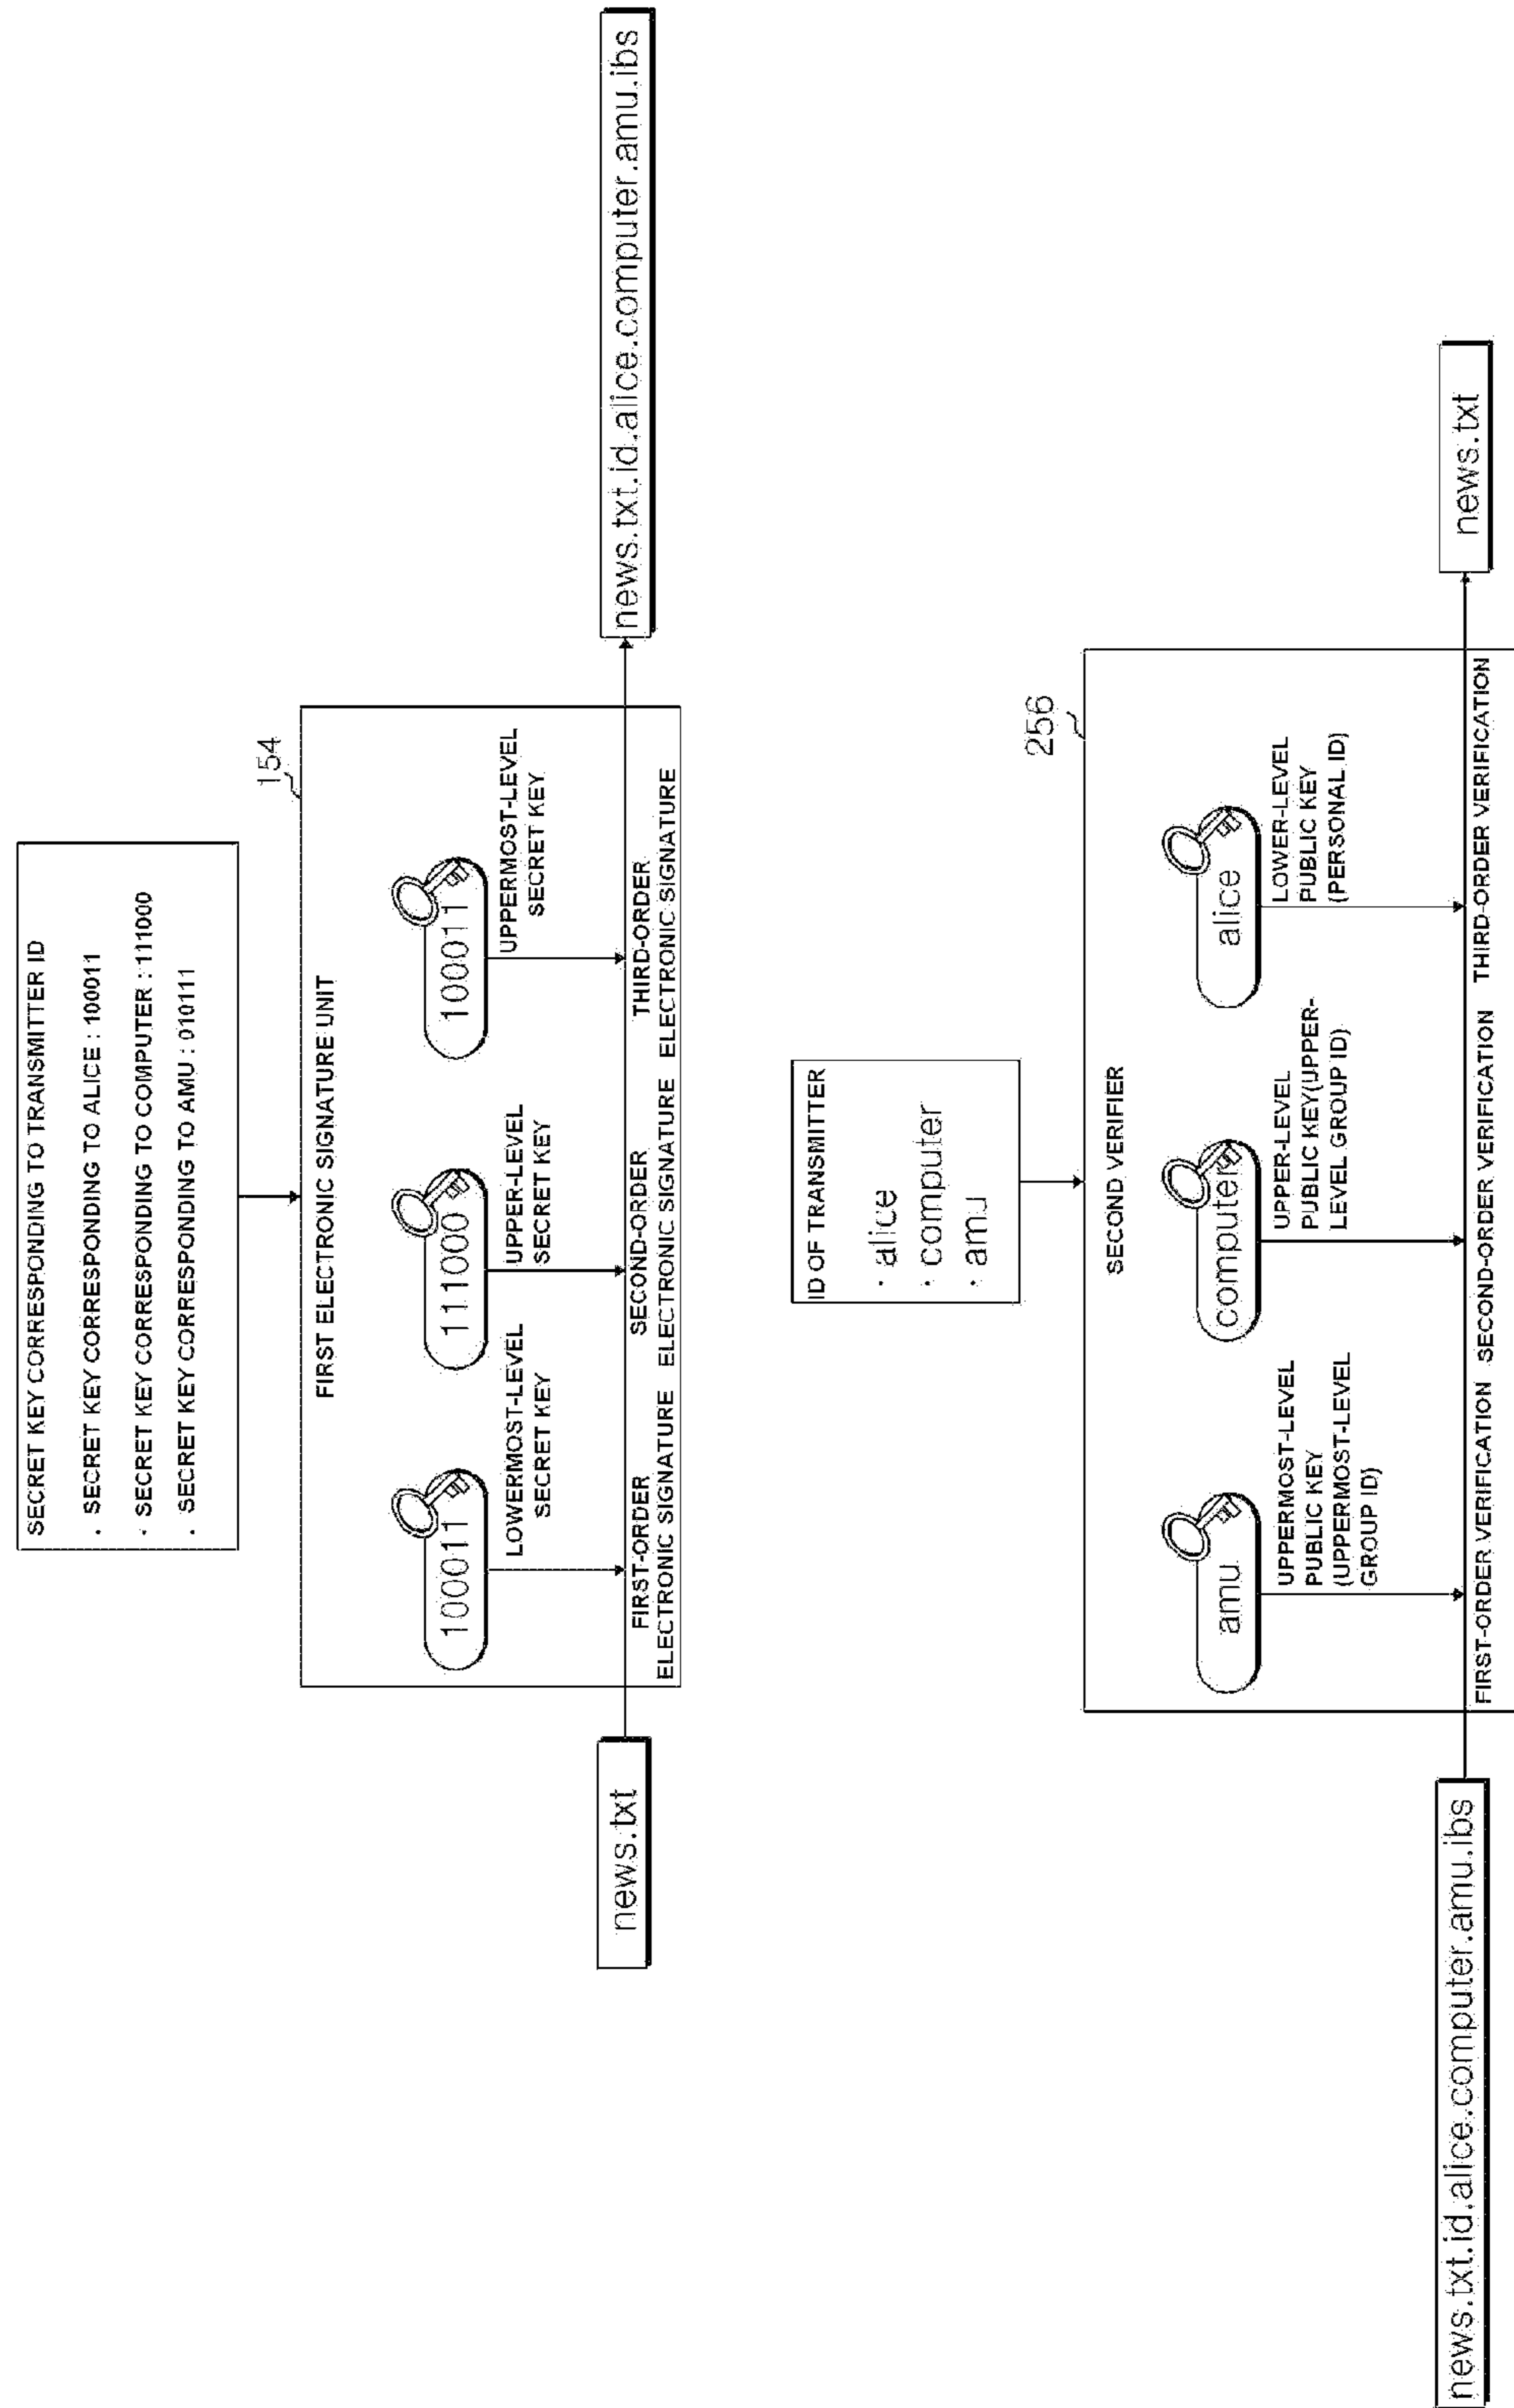 SECRET KEY CORRESPONDING TO TRANSMITTER ID
· SECRET KEY CORRESPONDING TO ALICE : 100011
· SECRET KEY CORRESPONDING TO COMPUTER : 111000
· SECRET KEY CORRESPONDING TO AMU : 010111
154
FIRST ELECTRONIC SIGNATURE UNIT
100011
111000
100011
LOWERMOST-LEVEL
SECRET KEY
UPPER-LEVEL
SECRET KEY
UPPERMOST-LEVEL
SECRET KEY
news.txt
news.txt.id.alice.computer.amu.ibs
FIRST-ORDER
ELECTRONIC SIGNATURE
SECOND-ORDER
ELECTRONIC SIGNATURE
THIRD-ORDER
ELECTRONIC SIGNATURE
ID OF TRANSMITTER
· alice
· computer
· amu
256
SECOND VERIFIER
amu
computer
alice
UPPERMOST-LEVEL
PUBLIC KEY
(UPPERMOST-LEVEL
GROUP ID)
UPPER-LEVEL
PUBLIC KEY(UPPER-
LEVEL GROUP ID)
LOWER-LEVEL
PUBLIC KEY
(PERSONAL ID)
news.txt.id.alice.computer.amu.ibs
news.txt
FIRST-ORDER VERIFICATION
SECOND-ORDER VERIFICATION
THIRD-ORDER VERIFICATION